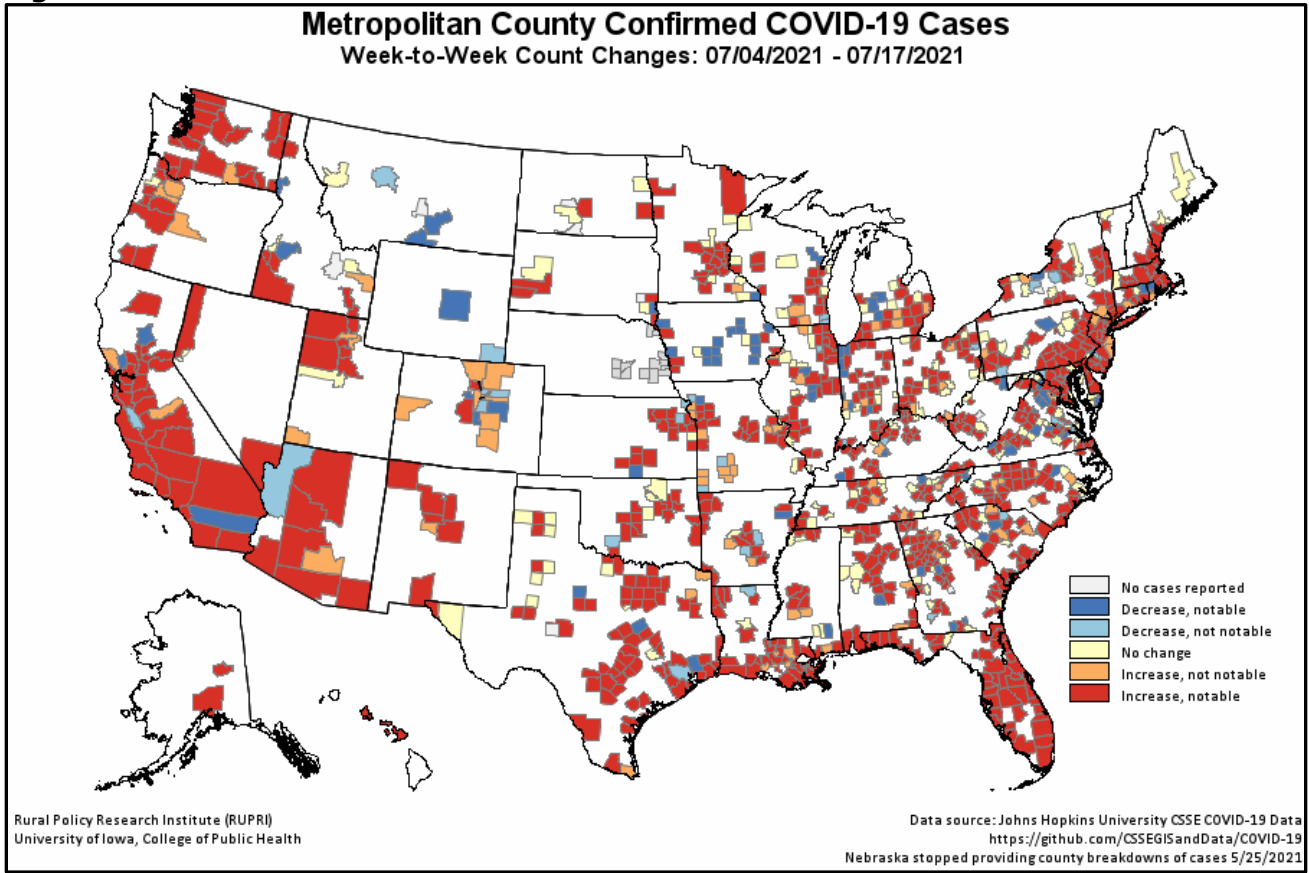 Metropolitan County Confirmed COVID-19 Cases
Week-to-Week Count Changes: 07/04/2021 - 07/17/2021
No cases reported
Decrease, notable
Decrease, not notable
No change
Increase, not notable
Increase, notable
Rural Policy Research Institute (RUPRI)
University of Iowa, College of Public Health
Data source: Johns Hopkins University CSSE COVID-19 Data
https://github.com/CSSEGISandData/COVID-19
Nebraska stopped providing county breakdowns of cases 5/25/2021